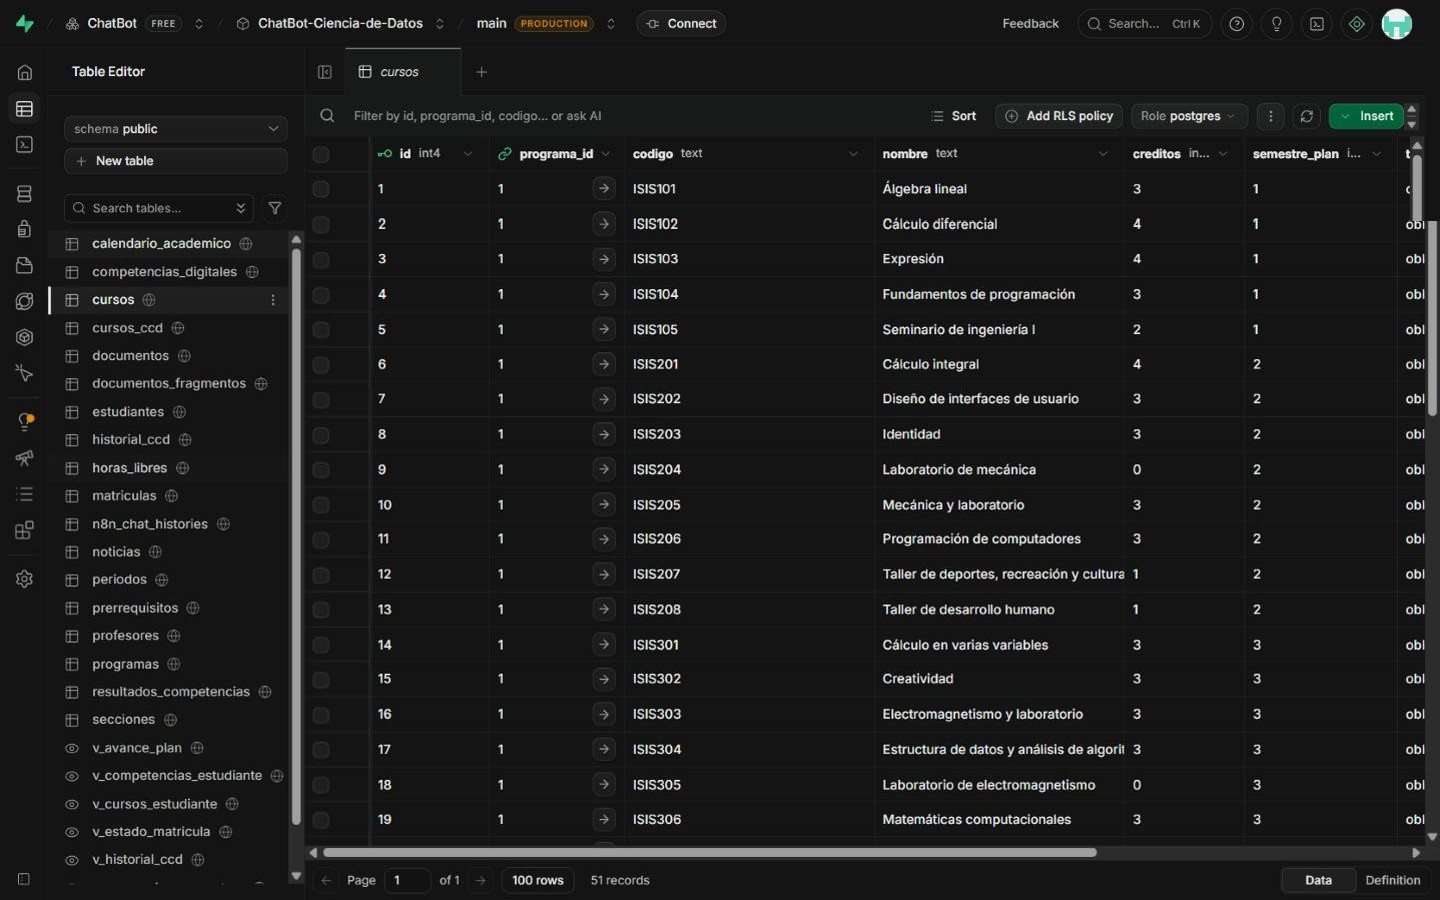 ChatBot FREE ChatBot-Ciencia-de-Datos main PRODUCTION Connect Feedback Search... Ctrl K
Table Editor
cursos
schema public
New table
Search tables...
calendario_academico
competencias_digitales
cursos
cursos_ccd
documentos
documentos_fragmentos
estudiantes
historial_ccd
horas_libres
matriculas
n8n_chat_histories
noticias
periodos
prerrequisitos
profesores
programas
resultados_competencias
secciones
v_avance_plan
v_competencias_estudiante
v_cursos_estudiante
v_estado_matricula
v_historial_ccd
Filter by id, programa_id, codigo... or ask AI Sort Add RLS policy Role postgres Insert
id int4 programa_id codigo text nombre text creditos in... semestre_plan i... t
1 1 ISIS101 Álgebra lineal 3 1
2 1 ISIS102 Cálculo diferencial 4 1 obl
3 1 ISIS103 Expresión 4 1 obl
4 1 ISIS104 Fundamentos de programación 3 1 obl
5 1 ISIS105 Seminario de ingeniería I 2 1 obl
6 1 ISIS201 Cálculo integral 4 2 obl
7 1 ISIS202 Diseño de interfaces de usuario 3 2 obl
8 1 ISIS203 Identidad 3 2 obl
9 1 ISIS204 Laboratorio de mecánica 0 2 obl
10 1 ISIS205 Mecánica y laboratorio 3 2 obl
11 1 ISIS206 Programación de computadores 3 2 obl
12 1 ISIS207 Taller de deportes, recreación y cultura 1 2 obl
13 1 ISIS208 Taller de desarrollo humano 1 2 obl
14 1 ISIS301 Cálculo en varias variables 3 3 obl
15 1 ISIS302 Creatividad 3 3 obl
16 1 ISIS303 Electromagnetismo y laboratorio 3 3 obl
17 1 ISIS304 Estructura de datos y análisis de algorit 3 3 obl
18 1 ISIS305 Laboratorio de electromagnetismo 0 3 obl
19 1 ISIS306 Matemáticas computacionales 3 3 obl
Page 1 of 1 100 rows 51 records Data Definition